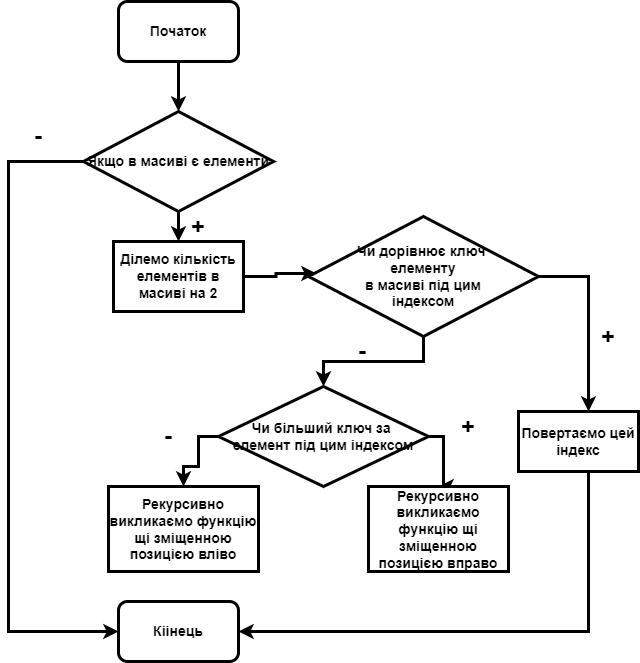 Початок
-
Якщо в масиві є елементи
+
Ділемо кількість
елементів в
масиві на 2
Чи дорівнює ключ
елементу
в масиві під цим
індексом
-
+
Чи більший ключ за
елемент під цим індексом
-
+
Повертаємо цей
індекс
Рекурсивно
викликаємо функцію
щі зміщенною
позицією вліво
Рекурсивно
викликаємо
функцію щі
зміщенною
позицією вправо
Кіінець